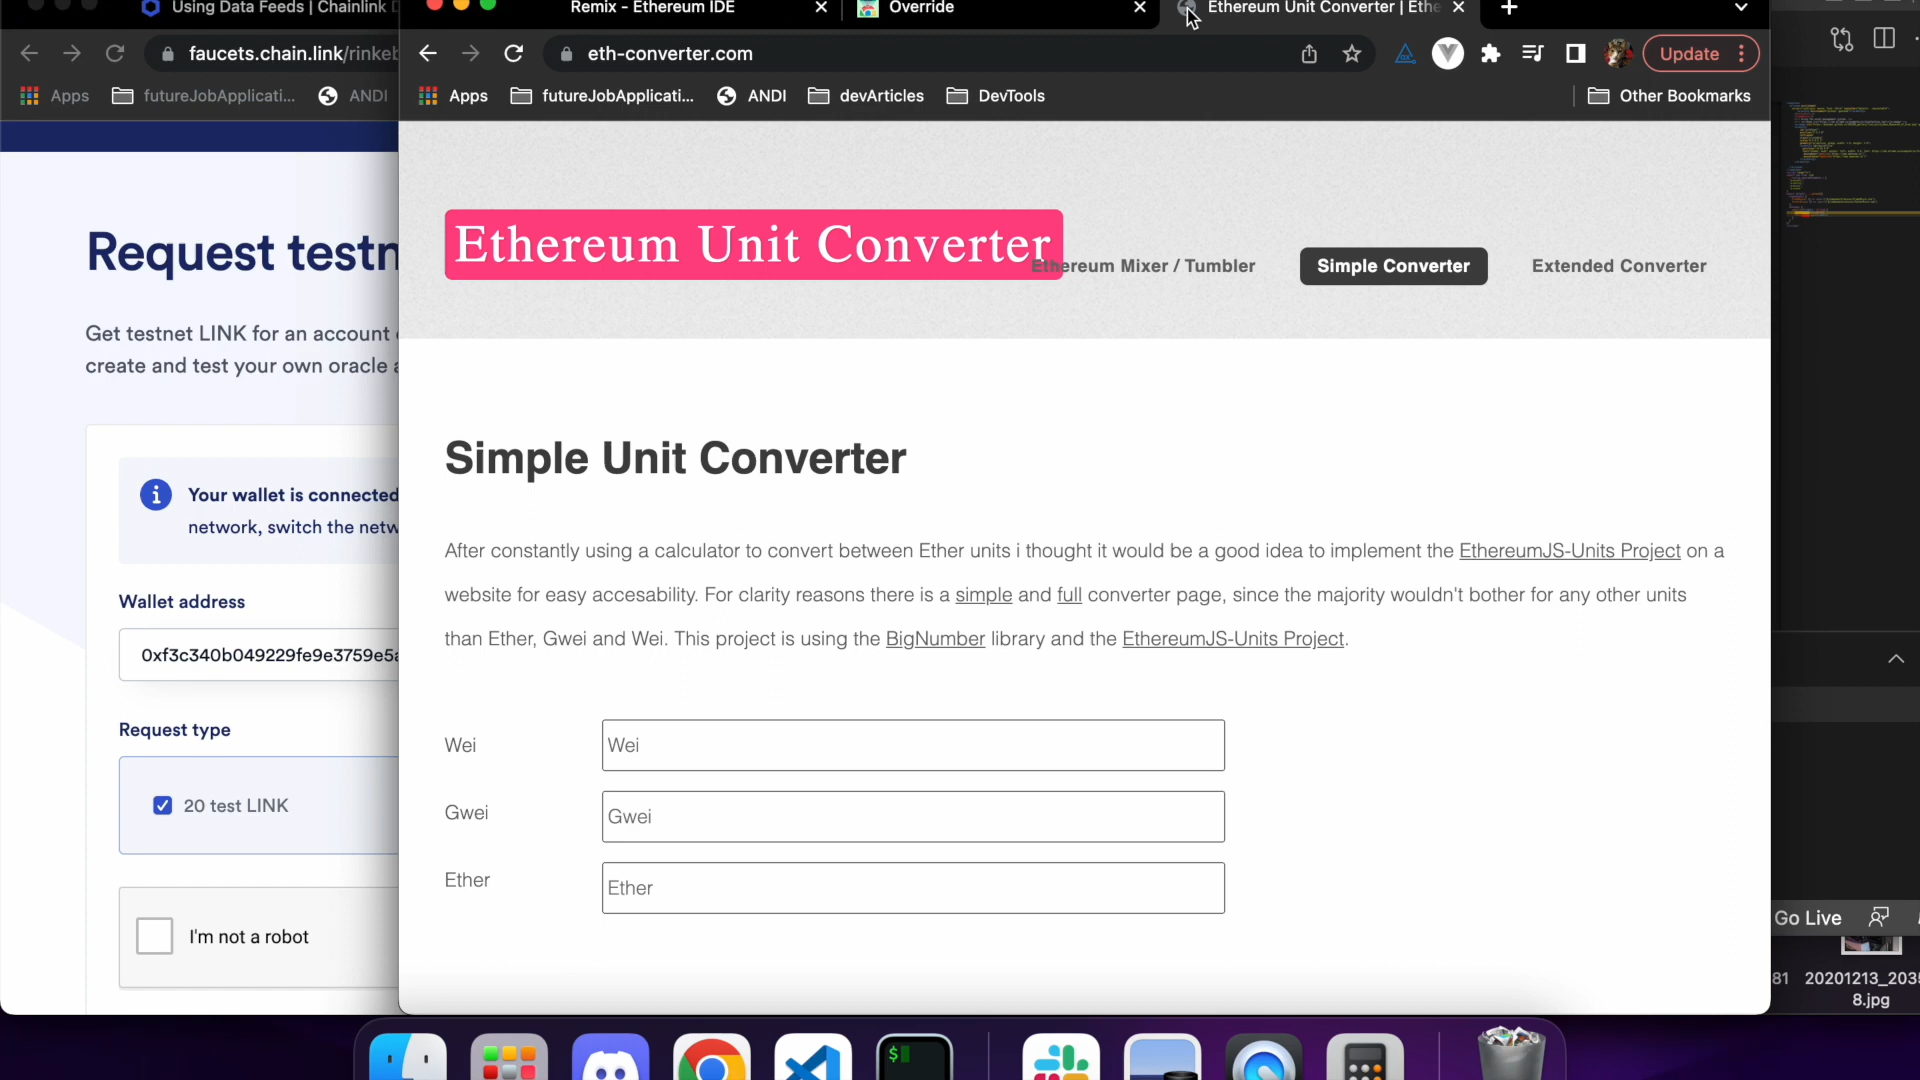 Using Data Feeds | Chainlink D
Remix - Ethereum IDE
Override
Ethereum Unit Converter | Ethe
faucets.chain.link/rinkeb
eth-converter.com
Update
Apps
futureJobApplicati...
ANDI
Apps
futureJobApplicati...
ANDI
devArticles
DevTools
Other Bookmarks
Ethereum Unit Converter
Ethereum Mixer / Tumbler
Simple Converter
Extended Converter
Request testn
Get testnet LINK for an account
create and test your own oracle a
Your wallet is connected
network, switch the netw
Wallet address
0xf3c340b049229fe9e3759e5a
Request type
20 test LINK
I'm not a robot
Simple Unit Converter
After constantly using a calculator to convert between Ether units i thought it would be a good idea to implement the EthereumJS-Units Project on a
website for easy accesability. For clarity reasons there is a simple and full converter page, since the majority wouldn't bother for any other units
than Ether, Gwei and Wei. This project is using the BigNumber library and the EthereumJS-Units Project.
Wei
Wei
Gwei
Gwei
Ether
Ether
Go Live
81
20201213_2035
8.jpg
$